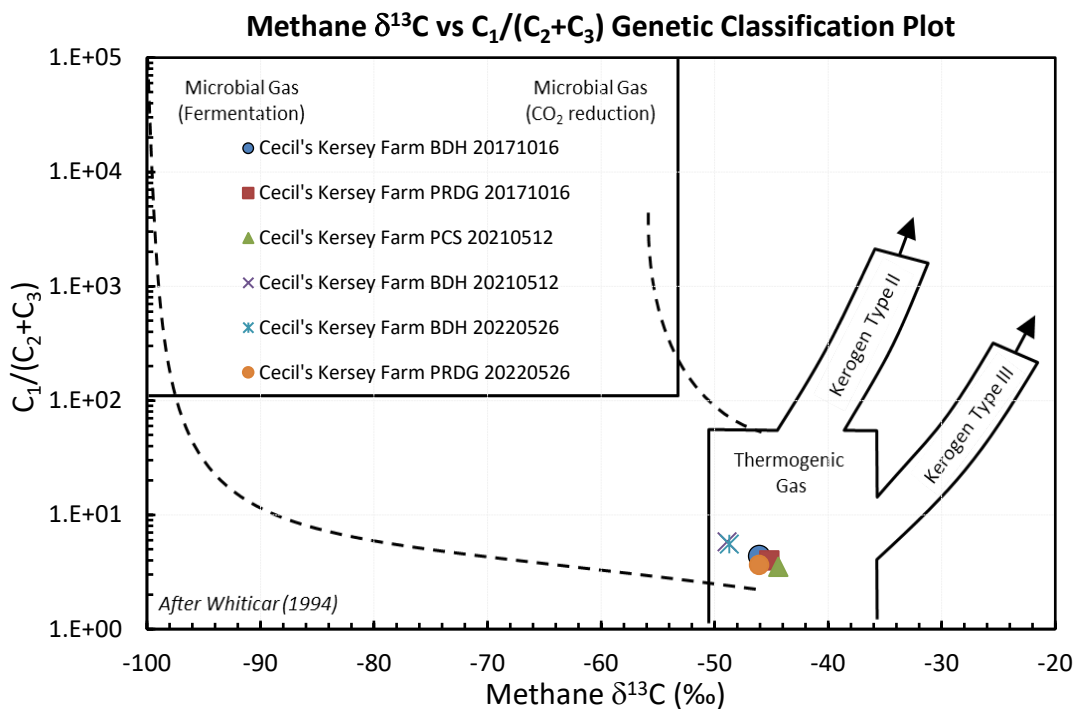 Methane δ¹³C vs C₁/(C₂+C₃) Genetic Classification Plot
C₁/(C₂+C₃)
1.E+05
1.E+04
1.E+03
1.E+02
1.E+01
1.E+00
Microbial Gas
(Fermentation)
Microbial Gas
(CO₂ reduction)
Cecil's Kersey Farm BDH 20171016
Cecil's Kersey Farm PRDG 20171016
Cecil's Kersey Farm PCS 20210512
Cecil's Kersey Farm BDH 20210512
Cecil's Kersey Farm BDH 20220526
Cecil's Kersey Farm PRDG 20220526
Kerogen Type II
Kerogen Type III
Thermogenic
Gas
After Whiticar (1994)
-100 -90 -80 -70 -60 -50 -40 -30 -20
Methane δ¹³C (‰)